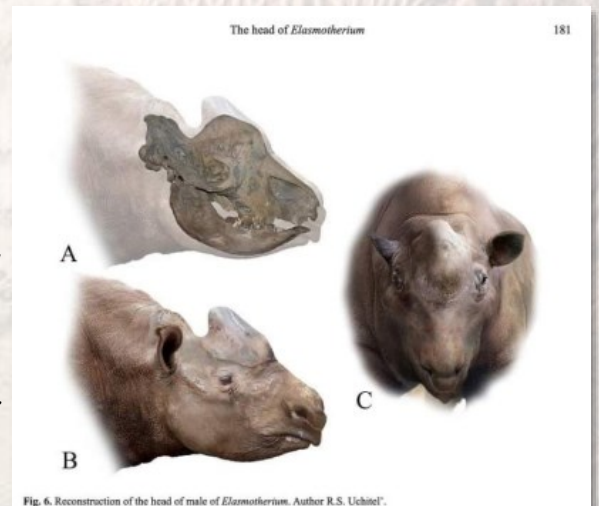 The head of Elasmotherium 181
A
B
C
Fig. 6. Reconstruction of the head of male of Elasmotherium. Author R.S. Uchitel*.